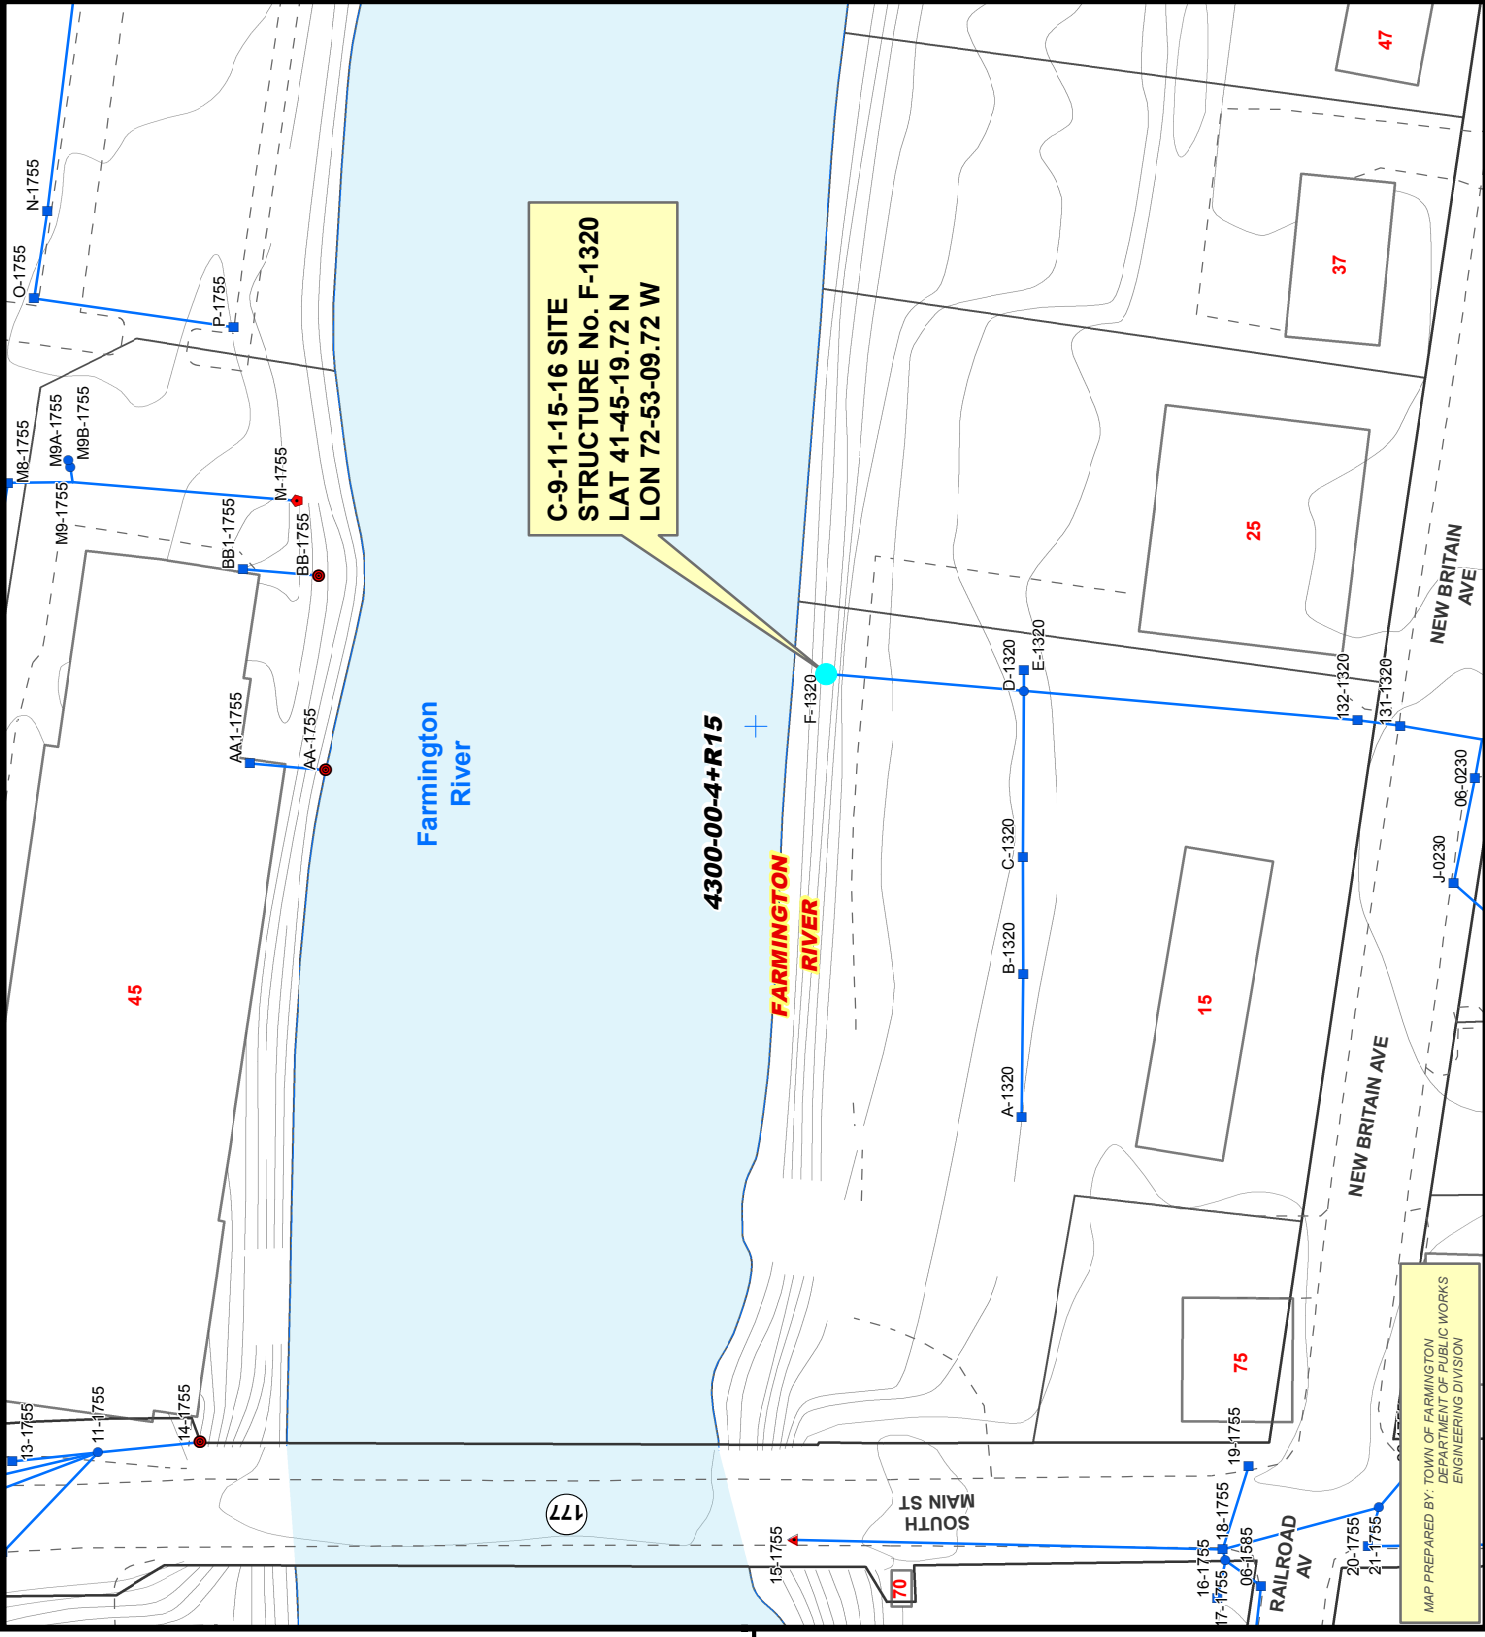 N-1755
O-1755
P-1755
M8-1755
M9A-1755
M9B-1755
M9-1755
M-1755
BB1-1755
BB-1755
AA1-1755
AA-1755
45
13-1755
11-1755
14-1755
Farmington
River
C-9-11-15-16 SITE
STRUCTURE No. F-1320
LAT 41-45-19.72 N
LON 72-53-09.72 W
4300-00-4+R15
FARMINGTON
RIVER
F-1320
D-1320
E-1320
C-1320
B-1320
A-1320
132-1320
131-1320
47
37
25
15
75
70
177
SOUTH
MAIN ST
15-1755
NEW BRITAIN
AVE
NEW BRITAIN AVE
06-0230
J-0230
19-1755
18-1755
16-1755
17-1755
06-1585
RAILROAD
AV
20-1755
21-1755
MAP PREPARED BY: TOWN OF FARMINGTON
DEPARTMENT OF PUBLIC WORKS
ENGINEERING DIVISION